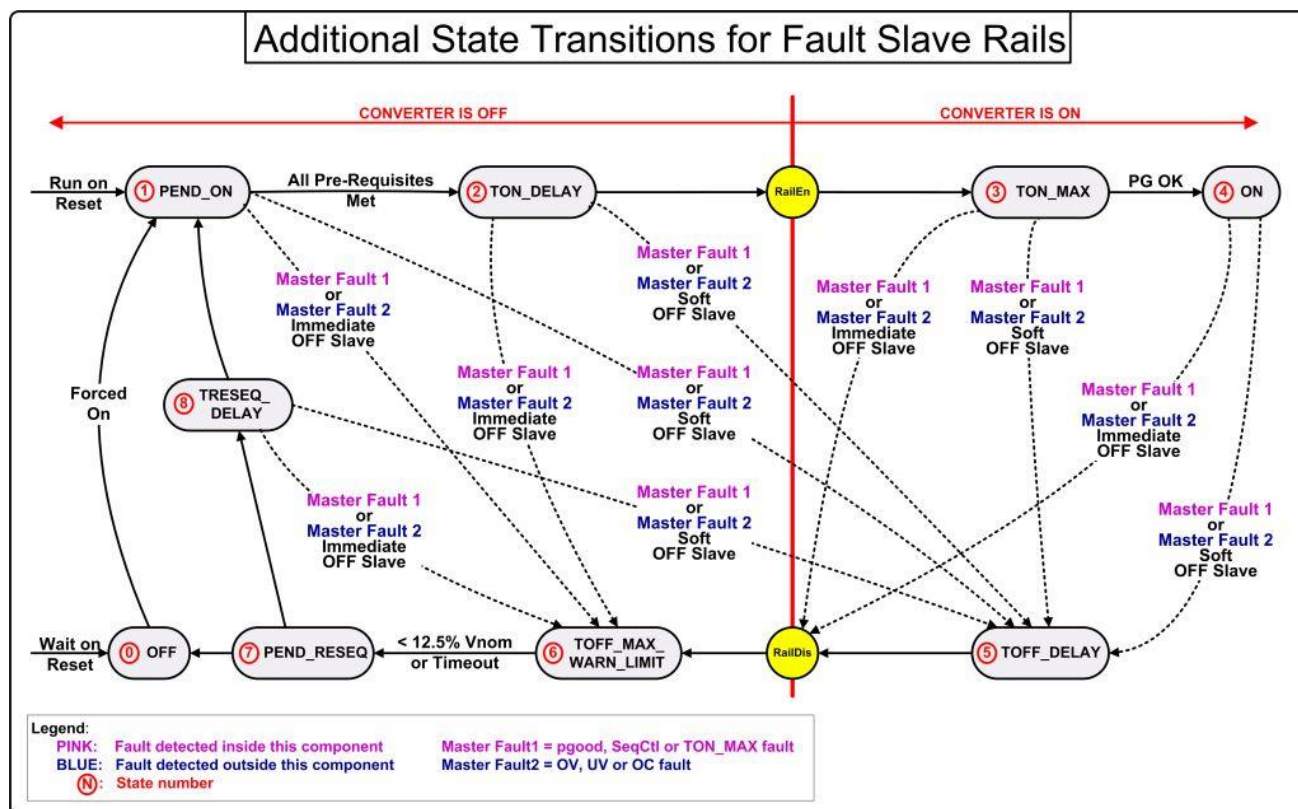 Additional State Transitions for Fault Slave Rails
CONVERTER IS OFF
CONVERTER IS ON
Run on
Reset
1 PEND_ON
All Pre-Requisites
Met
2 TON_DELAY
RailEn
3 TON_MAX
PG OK
4 ON
Master Fault 1
or
Master Fault 2
Immediate
OFF Slave
Master Fault 1
or
Master Fault 2
Soft
OFF Slave
Master Fault 1
or
Master Fault 2
Immediate
OFF Slave
Master Fault 1
or
Master Fault 2
Soft
OFF Slave
Forced
On
8 TRESEQ_
DELAY
Master Fault 1
or
Master Fault 2
Immediate
OFF Slave
Master Fault 1
or
Master Fault 2
Soft
OFF Slave
Master Fault 1
or
Master Fault 2
Immediate
OFF Slave
Master Fault 1
or
Master Fault 2
Immediate
OFF Slave
Master Fault 1
or
Master Fault 2
Soft
OFF Slave
Master Fault 1
or
Master Fault 2
Soft
OFF Slave
Wait on
Reset
0 OFF
7 PEND_RESEQ
< 12.5% Vnom
or Timeout
6 TOFF_MAX_
WARN_LIMIT
RailDis
5 TOFF_DELAY
Legend:
PINK: Fault detected inside this component
Master Fault1 = pgood, SeqCtl or TON_MAX fault
BLUE: Fault detected outside this component
Master Fault2 = OV, UV or OC fault
N: State number